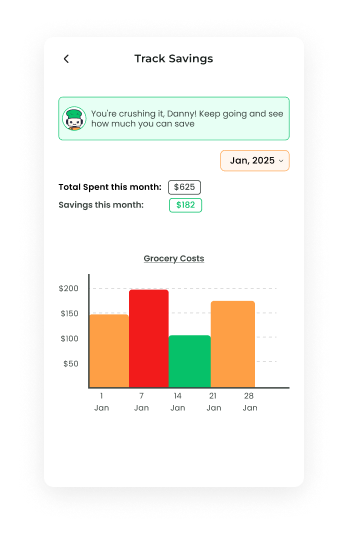 Track Savings
You're crushing it, Danny! Keep going and see
how much you can save
Jan, 2025
Total Spent this month: $625
Savings this month: $182
Grocery Costs
$200
$150
$100
$50
1 7 14 21 28
Jan Jan Jan Jan Jan